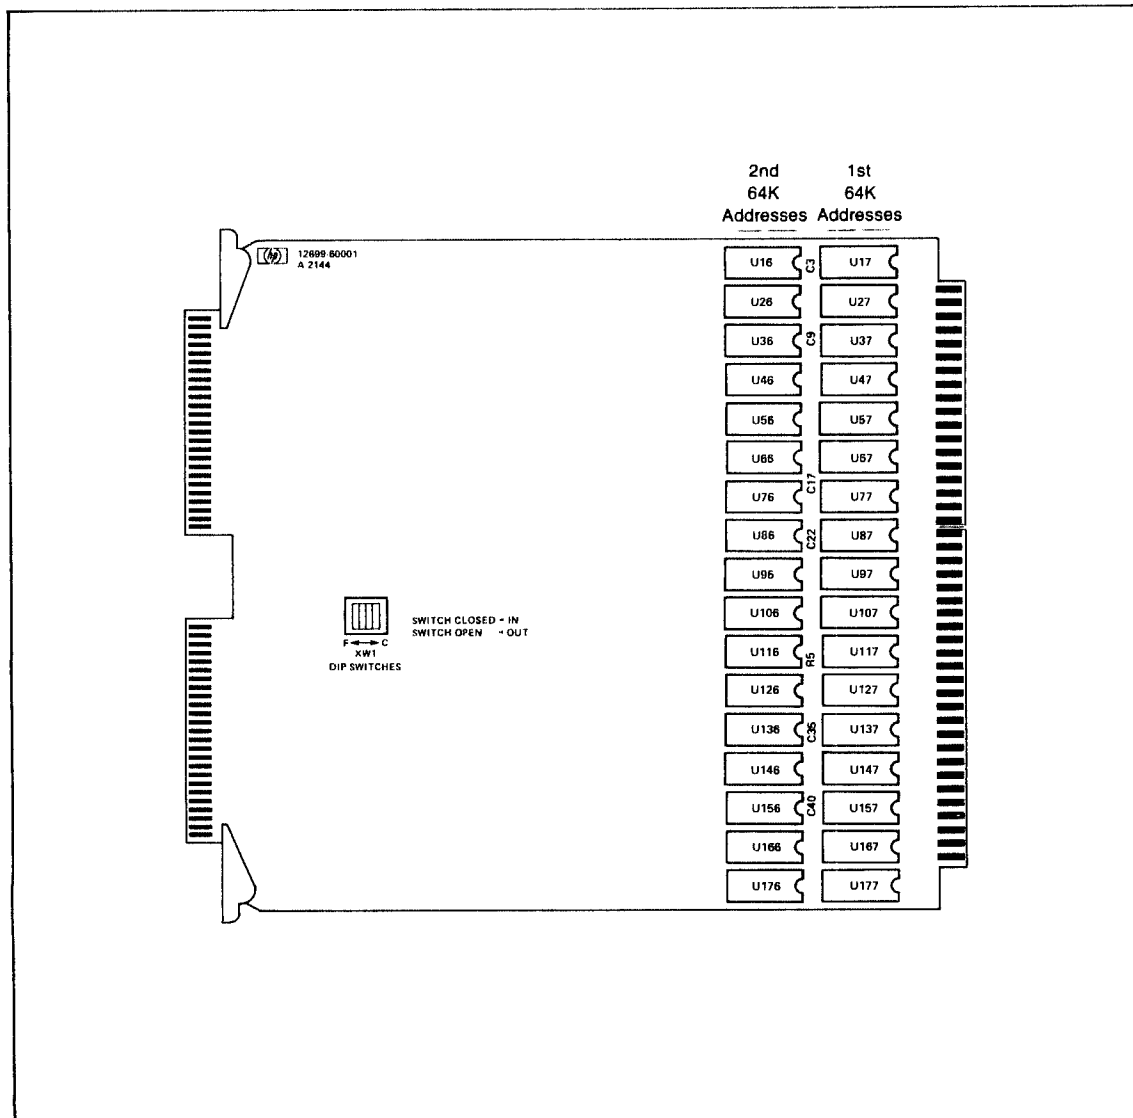 2nd 1st
64K 64K
Addresses Addresses
hp 12699-60001
A 2144
U16 C3 U17
U26 U27
U36 C9 U37
U46 U47
U56 U57
U66 U67
C17
U76 U77
U86 C22 U87
U96 U97
U106 U107
SWITCH CLOSED = IN
SWITCH OPEN = OUT
F C
XW1
DIP SWITCHES
U116 R5 U117
U126 U127
U136 C35 U137
U146 U147
U156 C40 U157
U166 U167
U176 U177